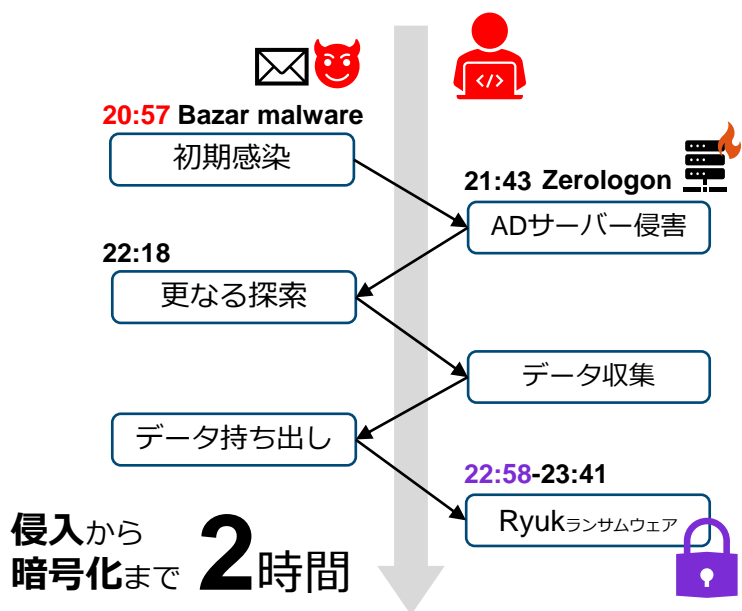 </>
20:57 Bazar malware
初期感染
21:43 Zerologon
ADサーバー侵害
22:18
更なる探索
データ収集
データ持ち出し
22:58-23:41
Ryukランサムウェア
侵入から
暗号化まで 2時間